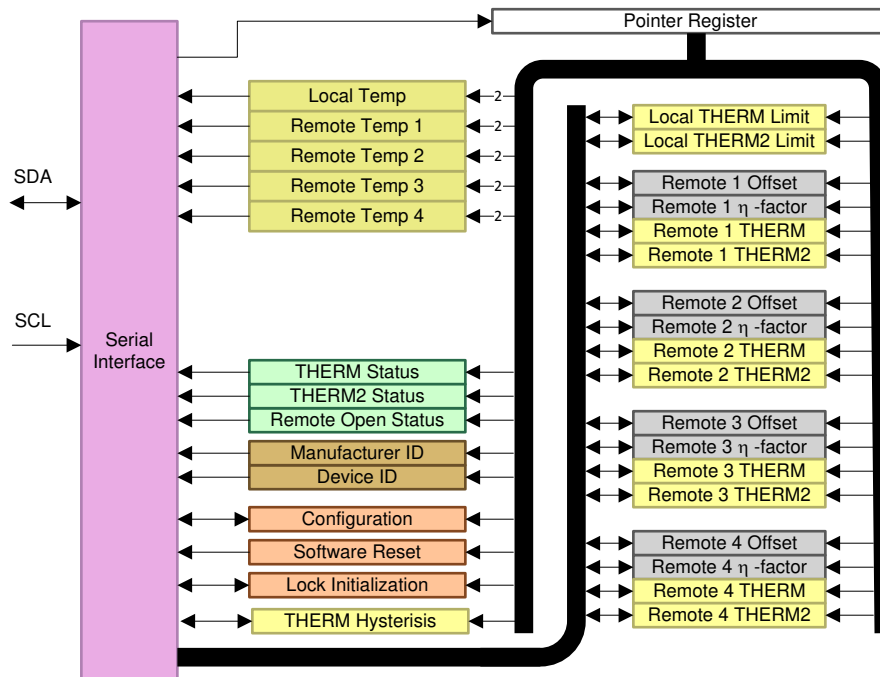 Pointer Register
Local Temp
2
Remote Temp 1
2
Remote Temp 2
2
Remote Temp 3
2
Remote Temp 4
2
SDA
SCL
Serial
Interface
THERM Status
THERM2 Status
Remote Open Status
Manufacturer ID
Device ID
Configuration
Software Reset
Lock Initialization
THERM Hysterisis
Local THERM Limit
Local THERM2 Limit
Remote 1 Offset
Remote 1 η -factor
Remote 1 THERM
Remote 1 THERM2
Remote 2 Offset
Remote 2 η -factor
Remote 2 THERM
Remote 2 THERM2
Remote 3 Offset
Remote 3 η -factor
Remote 3 THERM
Remote 3 THERM2
Remote 4 Offset
Remote 4 η -factor
Remote 4 THERM
Remote 4 THERM2